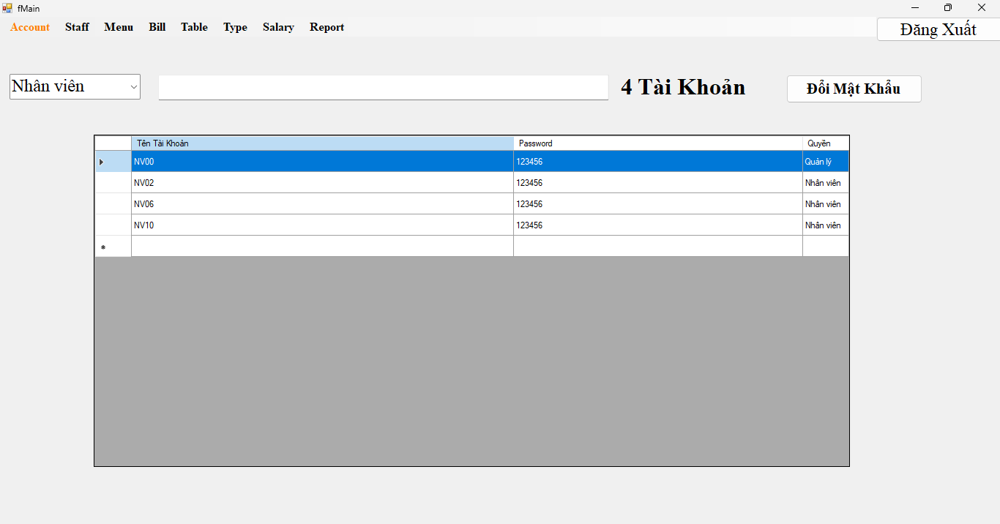 fMain
Account Staff Menu Bill Table Type Salary Report Đăng Xuất
Nhân viên 4 Tài Khoản Đổi Mật Khẩu
Tên Tài Khoản Password Quyền
NV00 123456 Quản lý
NV02 123456 Nhân viên
NV06 123456 Nhân viên
NV10 123456 Nhân viên